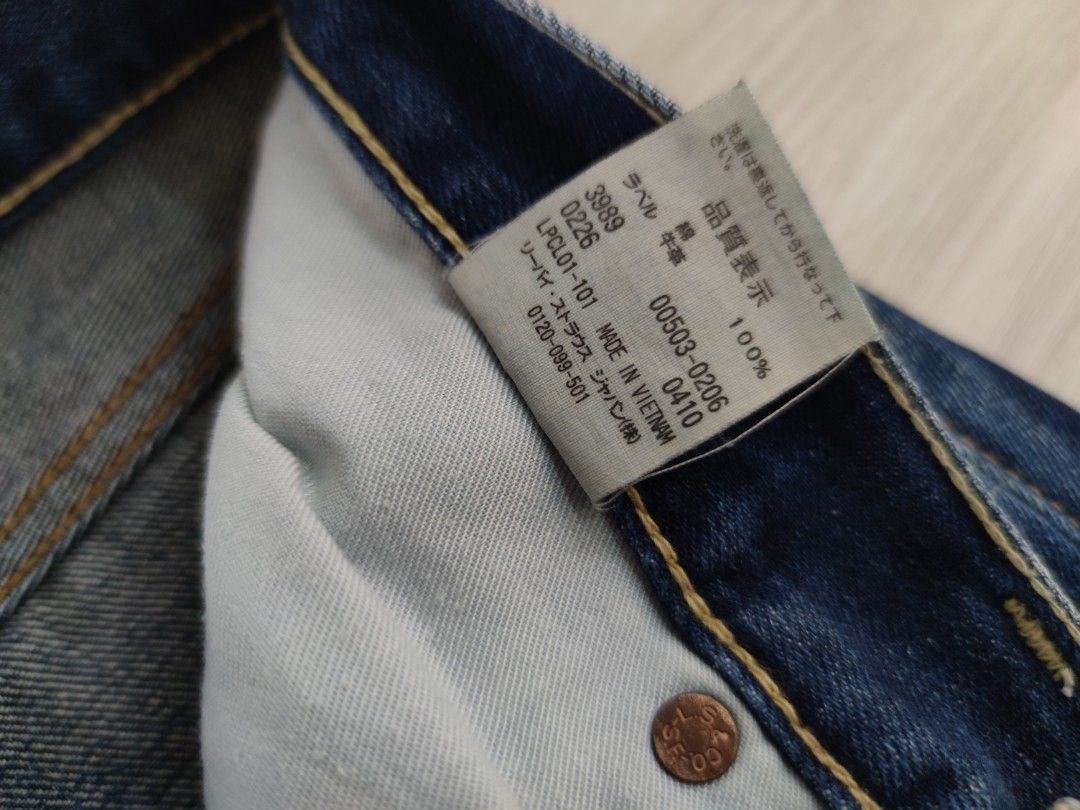 洗濯は裏返してから行なって下
さい。
品質表示
綿 100%
ラベル 牛革
3989 00503-0206
0226 0410
LPCL01-101 MADE IN VIETNAM
リーバイ・ストラウス ジャパン(株)
0120-099-501
L.S.& CO.
S.F.